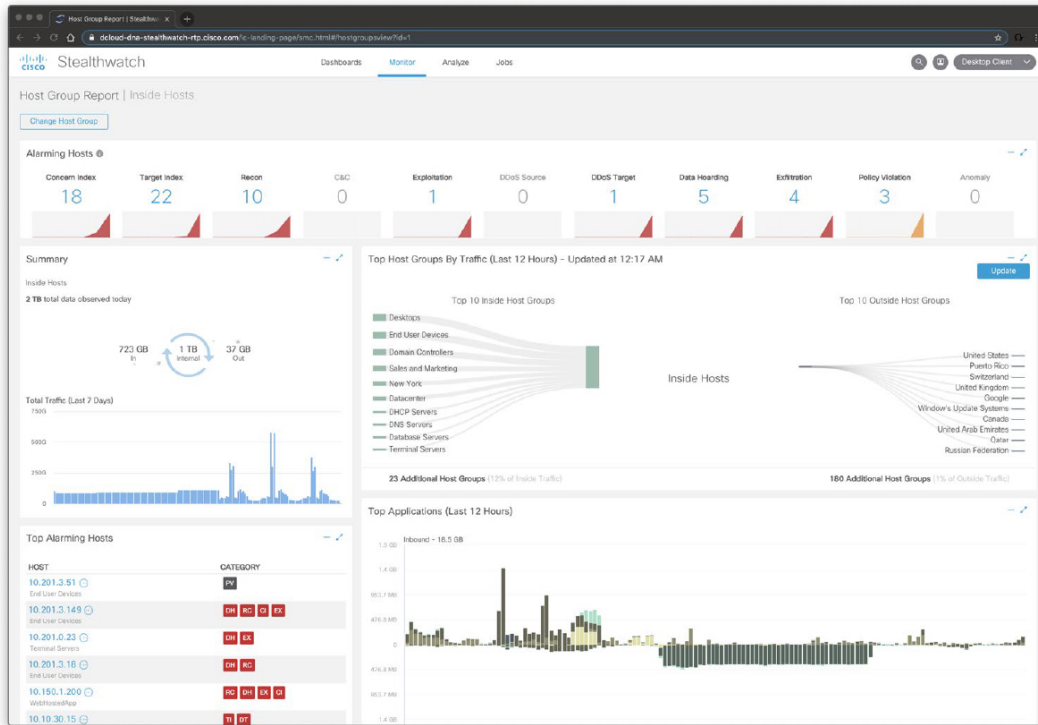 Host Group Report | Stealthwa
dcloud-dna-stealthwatch-rtp.cisco.com/lc-landing-page/smc.html#/hostgroupsview?id=1
CISCO Stealthwatch Dashboards Monitor Analyze Jobs Desktop Client
Host Group Report | Inside Hosts
Change Host Group
Alarming Hosts
Concern Index Target Index Recon C&C Exploitation DDoS Source DDoS Target Data Hoarding Exfiltration Policy Violation Anomaly
18 22 10 0 1 0 1 5 4 3 0
Summary
Inside Hosts
2 TB total data observed today
723 GB 1 TB 37 GB
In Internal Out
Total Traffic (Last 7 Days)
750G
500G
250G
0
Top Host Groups By Traffic (Last 12 Hours) - Updated at 12:17 AM
Update
Top 10 Inside Host Groups
Desktops
End User Devices
Domain Controllers
Sales and Marketing
New York
Datacenter
DHCP Servers
DNS Servers
Database Servers
Terminal Servers
23 Additional Host Groups (12% of Inside Traffic)
Inside Hosts
Top 10 Outside Host Groups
United States
Puerto Rico
Switzerland
United Kingdom
Google
Window's Update Systems
Canada
United Arab Emirates
Qatar
Russian Federation
180 Additional Host Groups (1% of Outside Traffic)
Top Alarming Hosts
HOST CATEGORY
10.201.3.51 PV
End User Devices
10.201.3.149 DH RC CI EX
End User Devices
10.201.0.23 DH EX
Terminal Servers
10.201.3.18 DH RC
10.150.1.200 RC DH EX CI
WebHostedApp
10.10.30.15 TI DT
Top Applications (Last 12 Hours)
Inbound - 18.5 GB
1.4 GB
476.8 MB
0
476.8 MB
1.4 GB